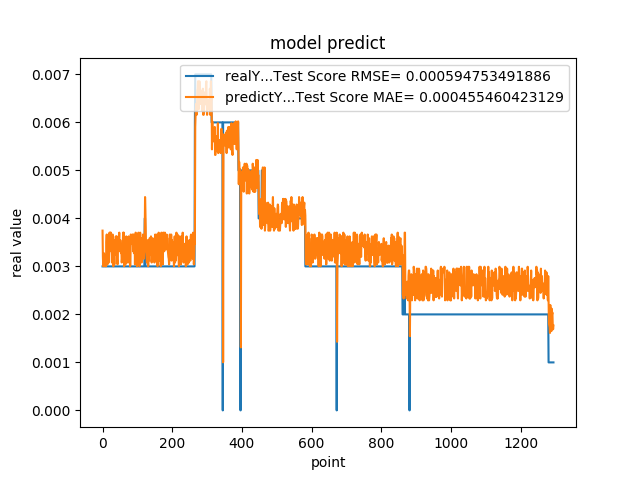 model predict
realY...Test Score RMSE= 0.000594753491886
predictY...Test Score MAE= 0.000455460423129
0.007
0.006
0.005
0.004
0.003
0.002
0.001
0.000
real value
0 200 400 600 800 1000 1200
point